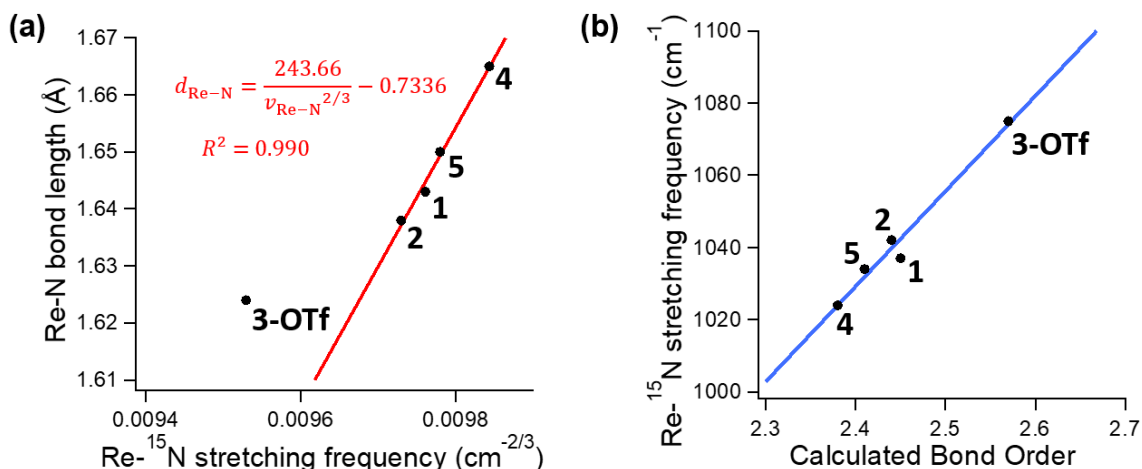 (a)
Re-N bond length (Å)
1.67
1.66
1.65
1.64
1.63
1.62
1.61
d_Re−N = 243.66 / ν_Re−N^2/3 − 0.7336
R² = 0.990
4
5
1
2
3-OTf
0.0094
0.0096
0.0098
Re-¹⁵N stretching frequency (cm^-2/3)
(b)
Re-¹⁵N stretching frequency (cm⁻¹)
1100
1080
1060
1040
1020
1000
3-OTf
2
5
1
4
2.3
2.4
2.5
2.6
2.7
Calculated Bond Order